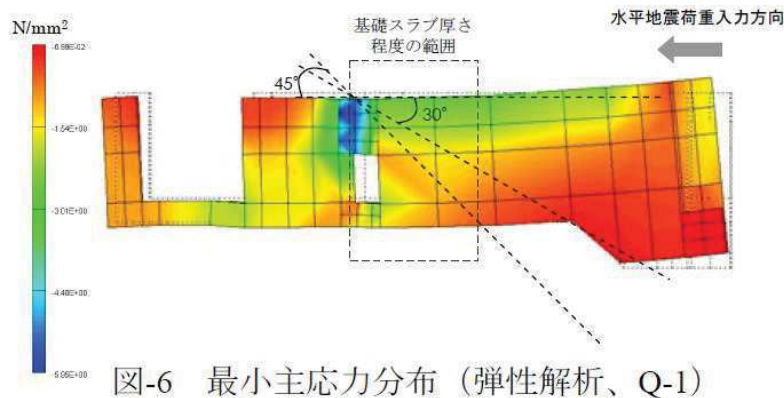 N/mm²
基礎スラブ厚さ
程度の範囲
水平地震荷重入力方向
-6.98E-02
-1.54E+00
-3.01E+00
-4.48E+00
-5.95E+00
45°
30°
図-6 最小主応力分布（弾性解析、Q-1）